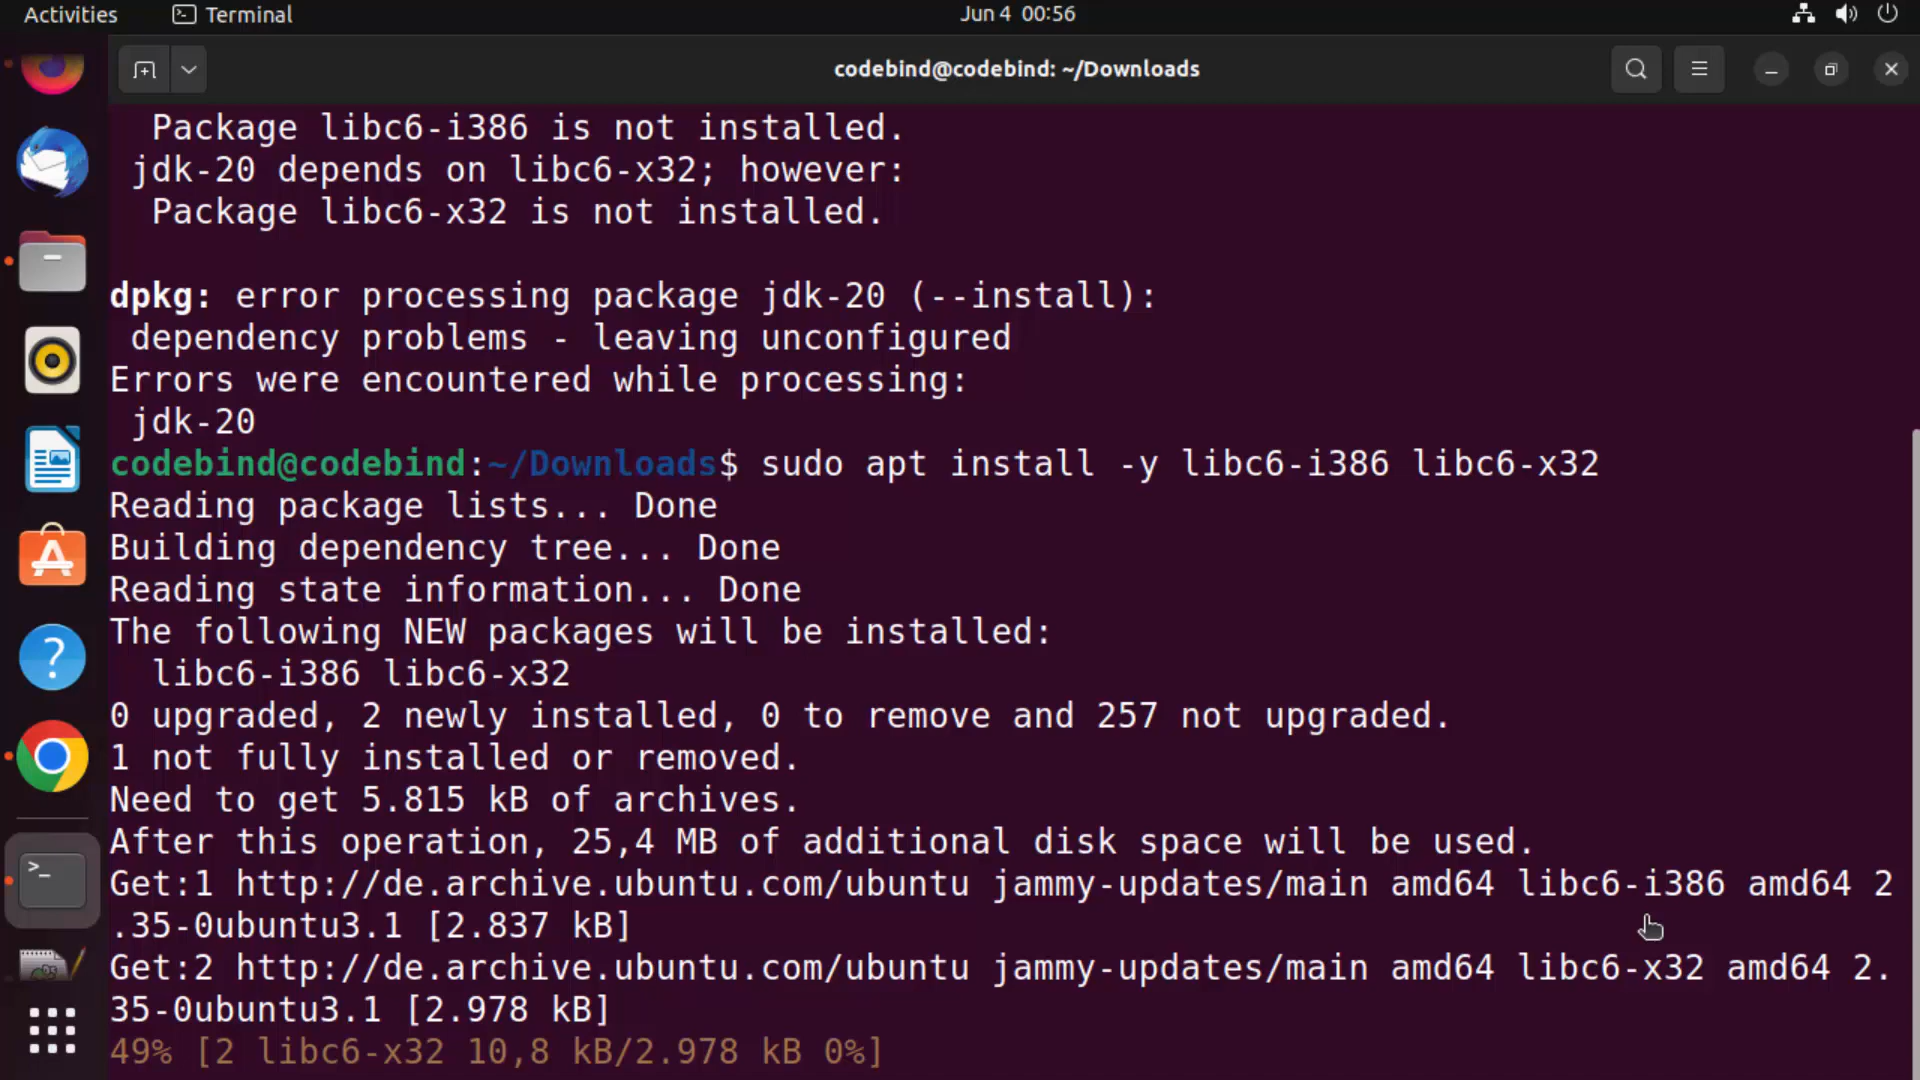 Activities
Terminal
Jun 4 00:56
codebind@codebind: ~/Downloads
Package libc6-i386 is not installed.
jdk-20 depends on libc6-x32; however:
Package libc6-x32 is not installed.
dpkg: error processing package jdk-20 (--install):
dependency problems - leaving unconfigured
Errors were encountered while processing:
jdk-20
codebind@codebind:~/Downloads$ sudo apt install -y libc6-i386 libc6-x32
Reading package lists... Done
Building dependency tree... Done
Reading state information... Done
The following NEW packages will be installed:
libc6-i386 libc6-x32
0 upgraded, 2 newly installed, 0 to remove and 257 not upgraded.
1 not fully installed or removed.
Need to get 5.815 kB of archives.
After this operation, 25,4 MB of additional disk space will be used.
Get:1 http://de.archive.ubuntu.com/ubuntu jammy-updates/main amd64 libc6-i386 amd64 2
.35-0ubuntu3.1 [2.837 kB]
Get:2 http://de.archive.ubuntu.com/ubuntu jammy-updates/main amd64 libc6-x32 amd64 2.
35-0ubuntu3.1 [2.978 kB]
49% [2 libc6-x32 10,8 kB/2.978 kB 0%]